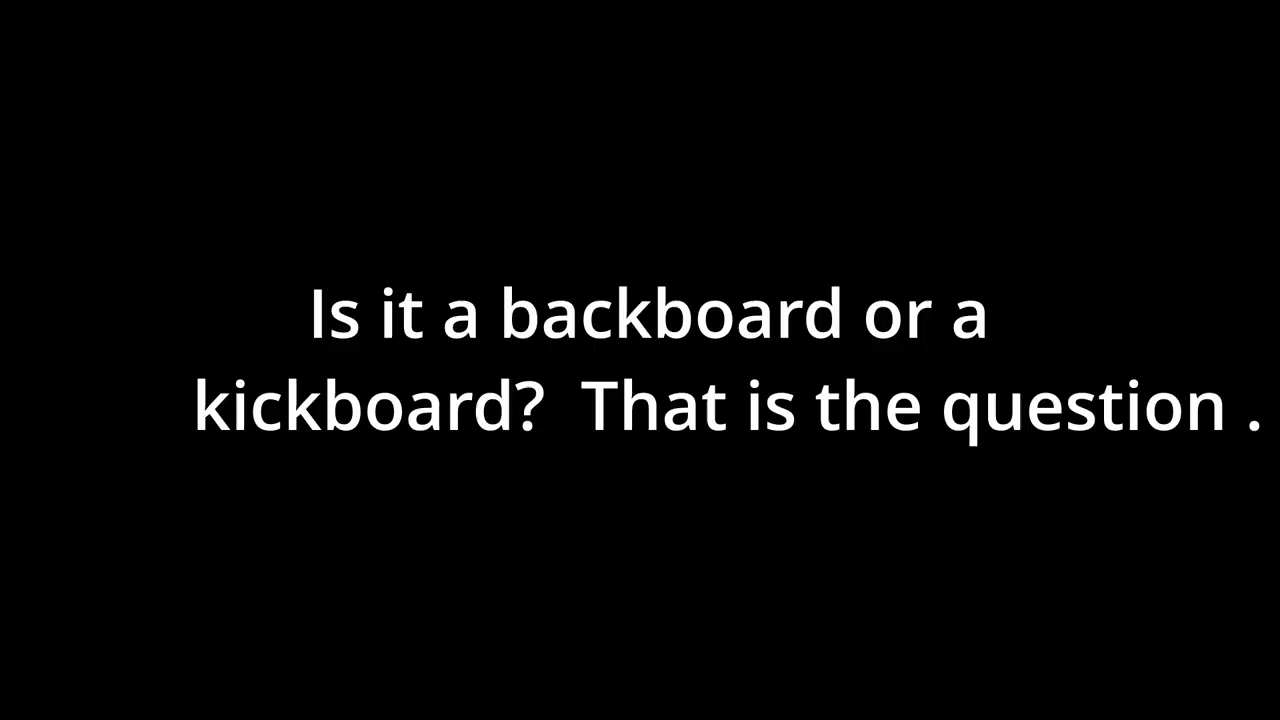 Is it a backboard or a
kickboard?  That is the question .